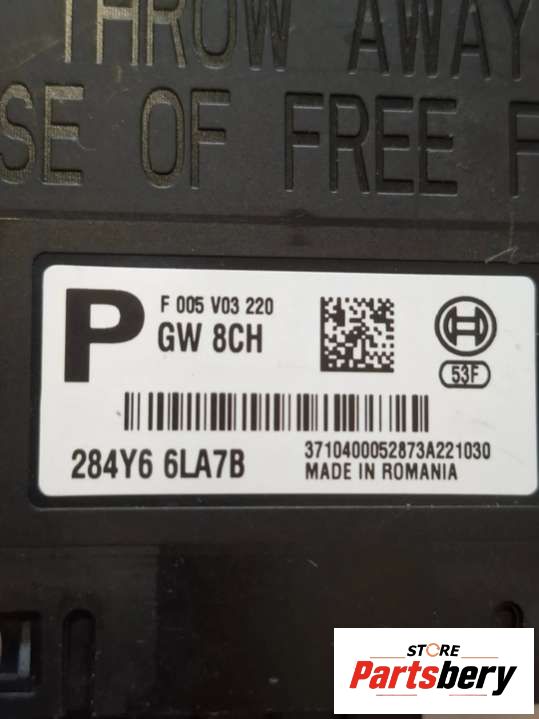 THROW AWAY
SE OF FREE
P
F 005 V03 220
GW 8CH
53F
284Y6 6LA7B
3710400052873A221030
MADE IN ROMANIA
STORE
Partsbery